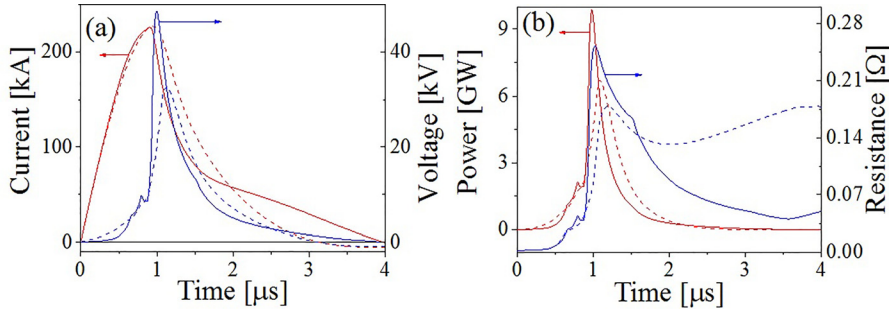 (a)
Current [kA]
200
150
100
50
0
0 1 2 3 4
Time [μs]
Voltage [kV]
40
20
0
(b)
Power [GW]
9
6
3
0
0 1 2 3 4
Time [μs]
Resistance [Ω]
0.28
0.21
0.14
0.07
0.00